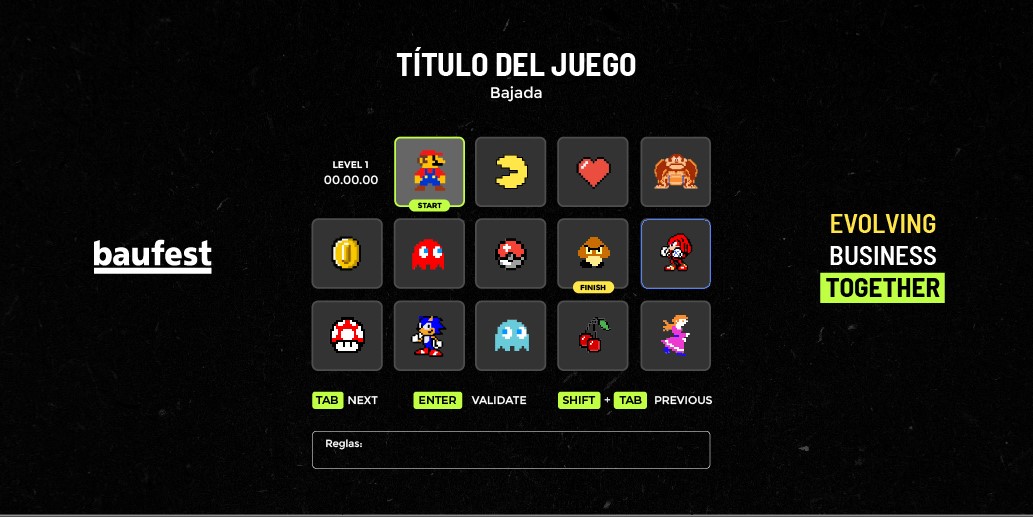 TÍTULO DEL JUEGO
Bajada
LEVEL 1
00.00.00
START
baufest
FINISH
EVOLVING
BUSINESS
TOGETHER
TAB NEXT ENTER VALIDATE SHIFT + TAB PREVIOUS
Reglas: